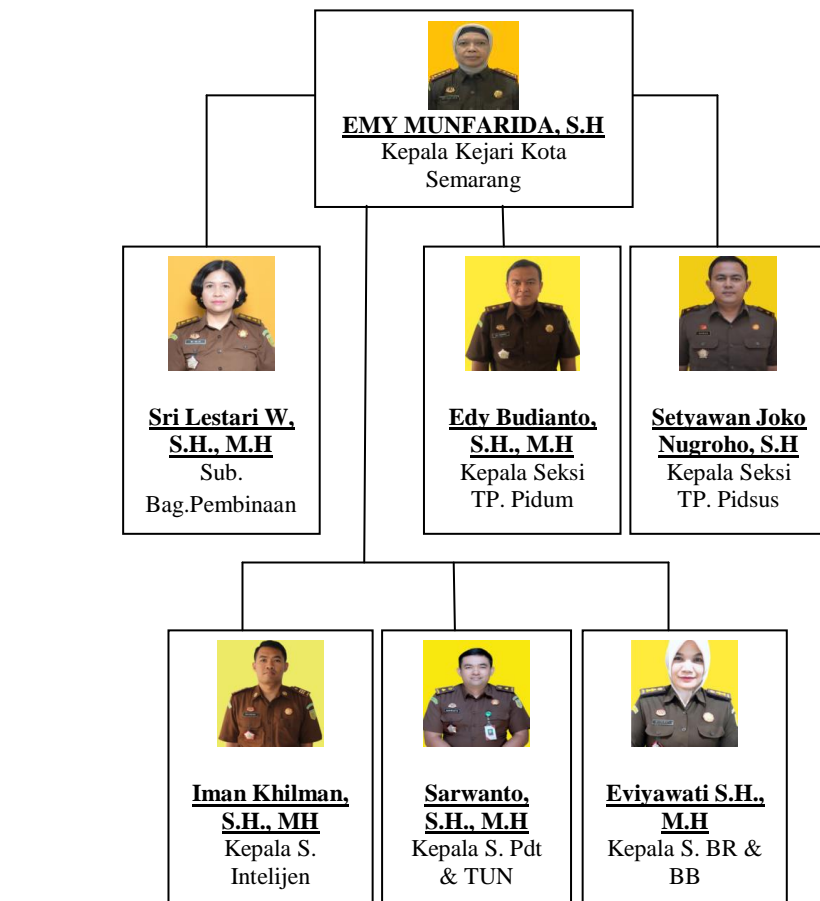 EMY MUNFARIDA, S.H
Kepala Kejari Kota
Semarang
Sri Lestari W,
S.H., M.H
Sub.
Bag.Pembinaan
Edy Budianto,
S.H., M.H
Kepala Seksi
TP. Pidum
Setyawan Joko
Nugroho, S.H
Kepala Seksi
TP. Pidsus
Iman Khilman,
S.H., MH
Kepala S.
Intelijen
Sarwanto,
S.H., M.H
Kepala S. Pdt
& TUN
Eviyawati S.H.,
M.H
Kepala S. BR &
BB